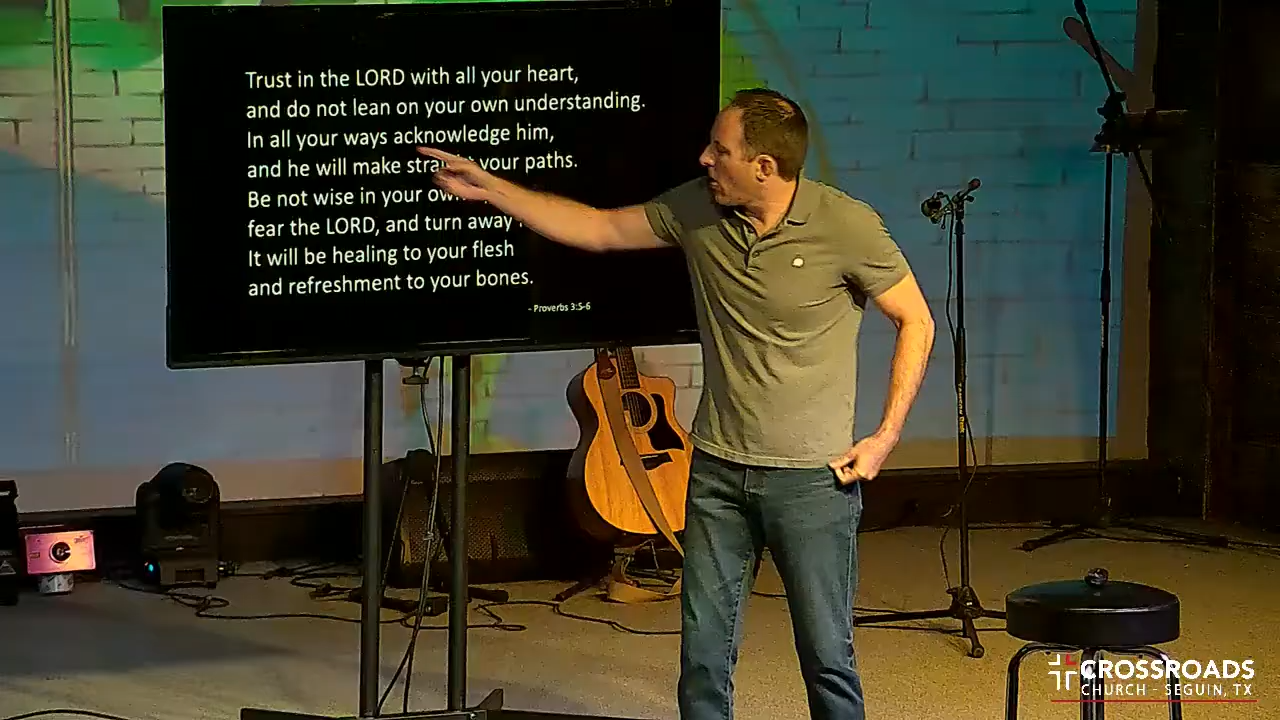 Trust in the LORD with all your heart,
and do not lean on your own understanding.
In all your ways acknowledge him,
and he will make your paths.
Be not wise in your
fear the LORD, and turn away
It will be healing to your flesh
and refreshment to your bones.
- Proverbs 3:5-6
CROSSROADS
CHURCH - SEGUIN, TX